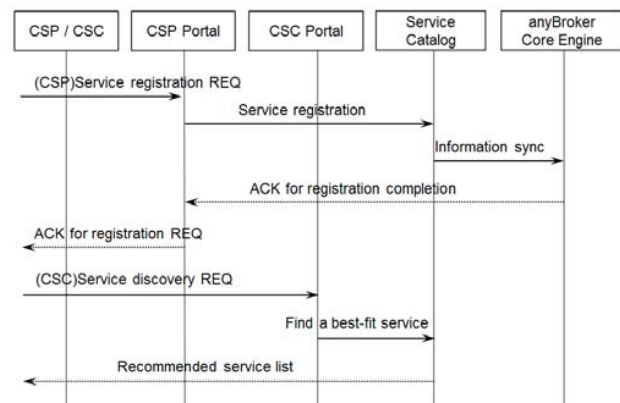 CSP / CSC
CSP Portal
CSC Portal
Service
Catalog
anyBroker
Core Engine
(CSP)Service registration REQ
Service registration
Information sync
ACK for registration completion
ACK for registration REQ
(CSC)Service discovery REQ
Find a best-fit service
Recommended service list